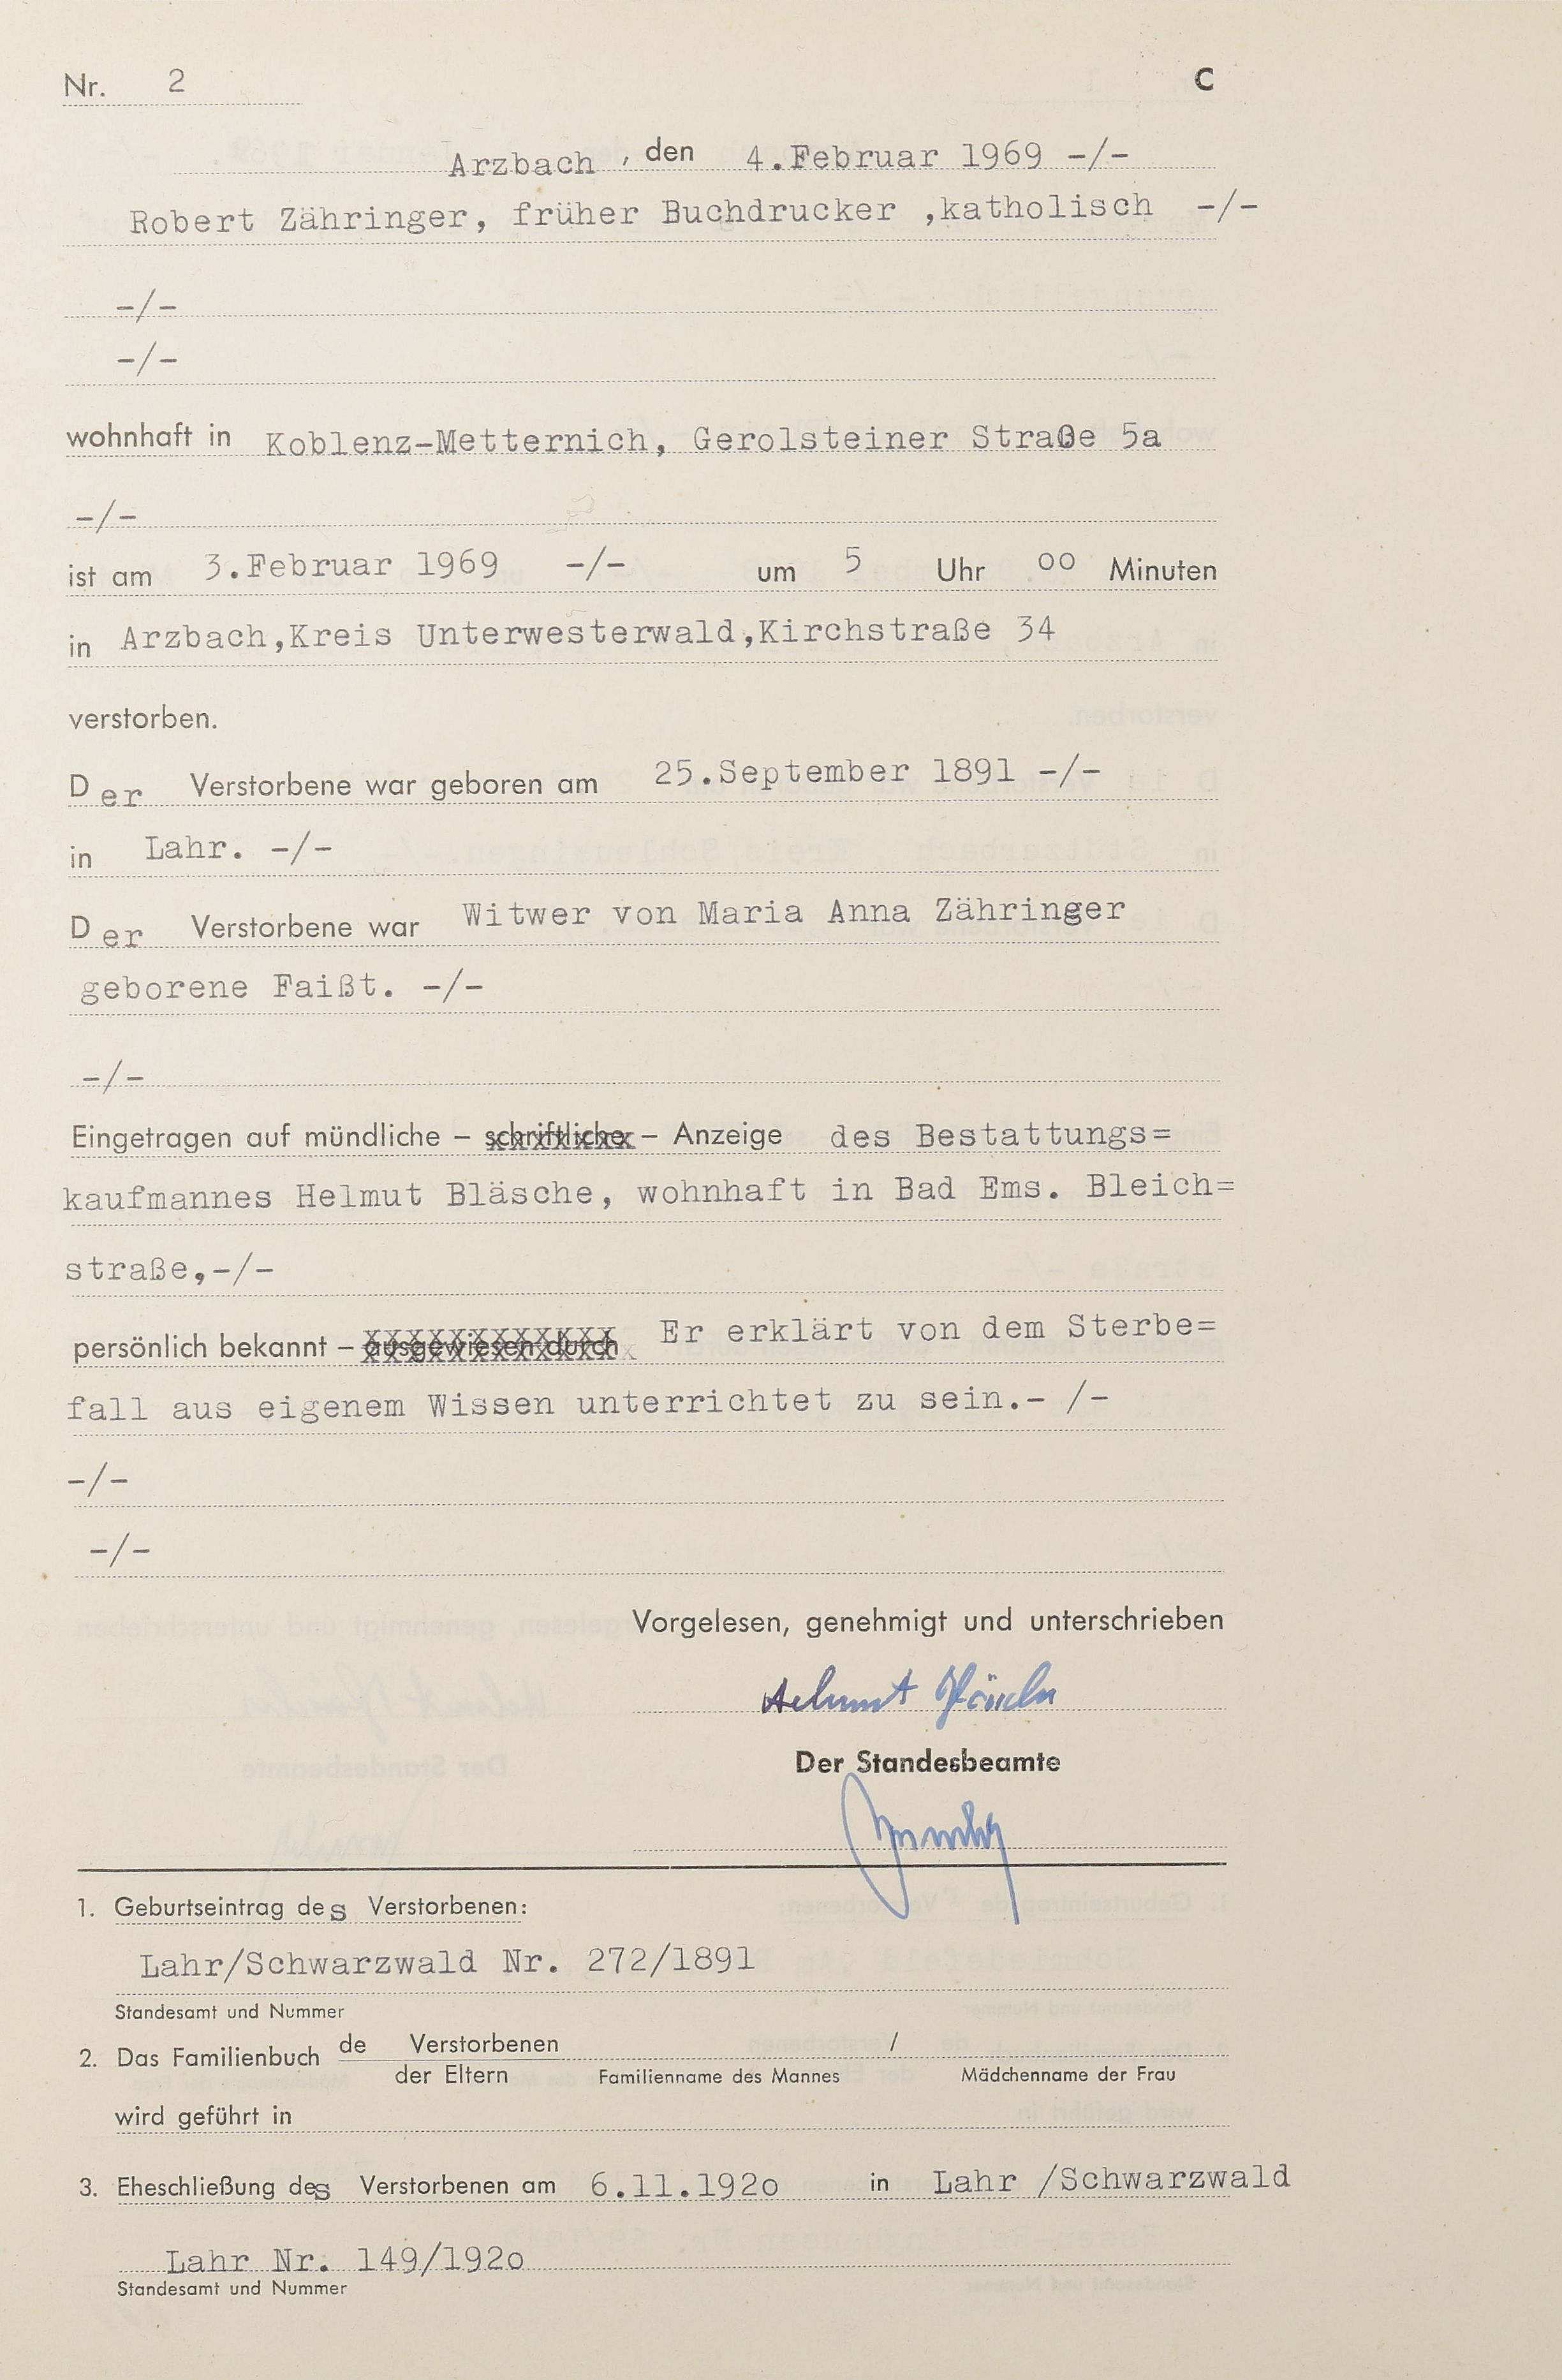 Nr. 2 C
Arzbach , den 4.Februar 1969 -/-
Robert Zähringer, früher Buchdrucker ,katholisch -/-
-/-
-/-
wohnhaft in Koblenz-Metternich, Gerolsteiner Straße 5a
-/-
ist am 3.Februar 1969 -/- um 5 Uhr oo Minuten
in Arzbach,Kreis Unterwesterwald,Kirchstraße 34
verstorben.
Der Verstorbene war geboren am 25.September 1891 -/-
in Lahr. -/-
Der Verstorbene war Witwer von Maria Anna Zähringer
geborene Faißt. -/-
-/-
Eingetragen auf mündliche – schriftliche – Anzeige des Bestattungs=
kaufmannes Helmut Bläsche, wohnhaft in Bad Ems. Bleich=
straße,-/-
persönlich bekannt – ausgewiesen durch Er erklärt von dem Sterbe=
fall aus eigenem Wissen unterrichtet zu sein.- /-
-/-
-/-
Vorgelesen, genehmigt und unterschrieben
Helmut Bläsche
Der Standesbeamte
1. Geburtseintrag des Verstorbenen:
Lahr/Schwarzwald Nr. 272/1891
Standesamt und Nummer
2. Das Familienbuch de Verstorbenen /
der Eltern Familienname des Mannes Mädchenname der Frau
wird geführt in
3. Eheschließung des Verstorbenen am 6.11.192o in Lahr /Schwarzwald
Lahr Nr. 149/192o
Standesamt und Nummer